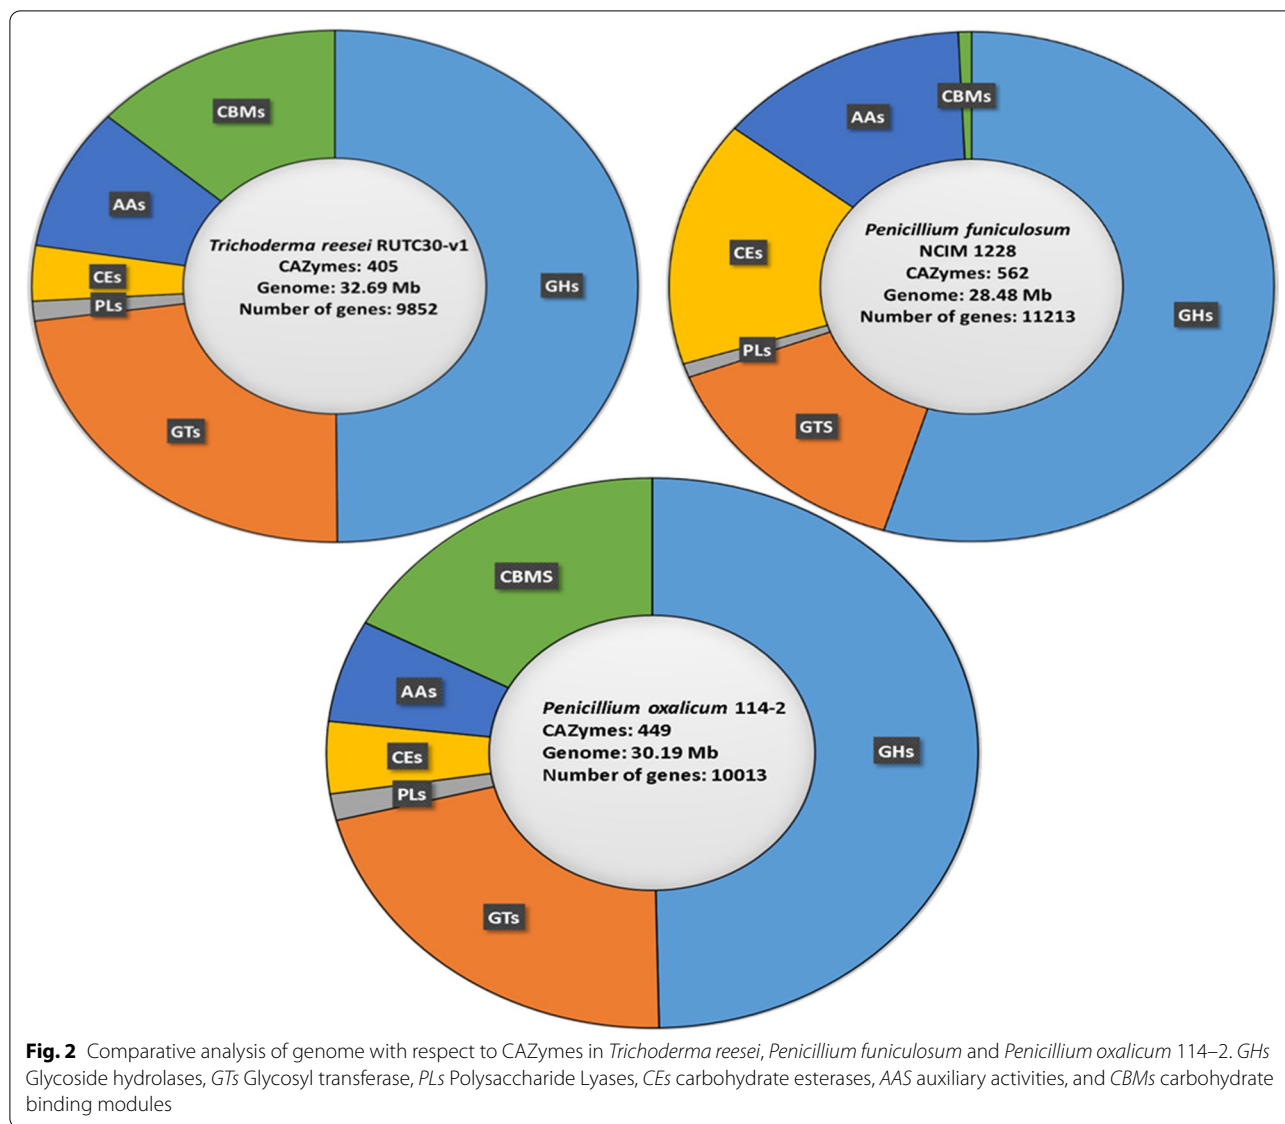 CBMs
AAs
CEs
PLs
GTs
GHs
Trichoderma reesei RUTC30-v1
CAZymes: 405
Genome: 32.69 Mb
Number of genes: 9852
CBMs
AAs
CEs
PLs
GTS
GHs
Penicillium funiculosum
NCIM 1228
CAZymes: 562
Genome: 28.48 Mb
Number of genes: 11213
CBMS
AAs
CEs
PLs
GTs
GHs
Penicillium oxalicum 114-2
CAZymes: 449
Genome: 30.19 Mb
Number of genes: 10013
Fig. 2 Comparative analysis of genome with respect to CAZymes in Trichoderma reesei, Penicillium funiculosum and Penicillium oxalicum 114–2. GHs
Glycoside hydrolases, GTs Glycosyl transferase, PLs Polysaccharide Lyases, CEs carbohydrate esterases, AAS auxiliary activities, and CBMs carbohydrate
binding modules